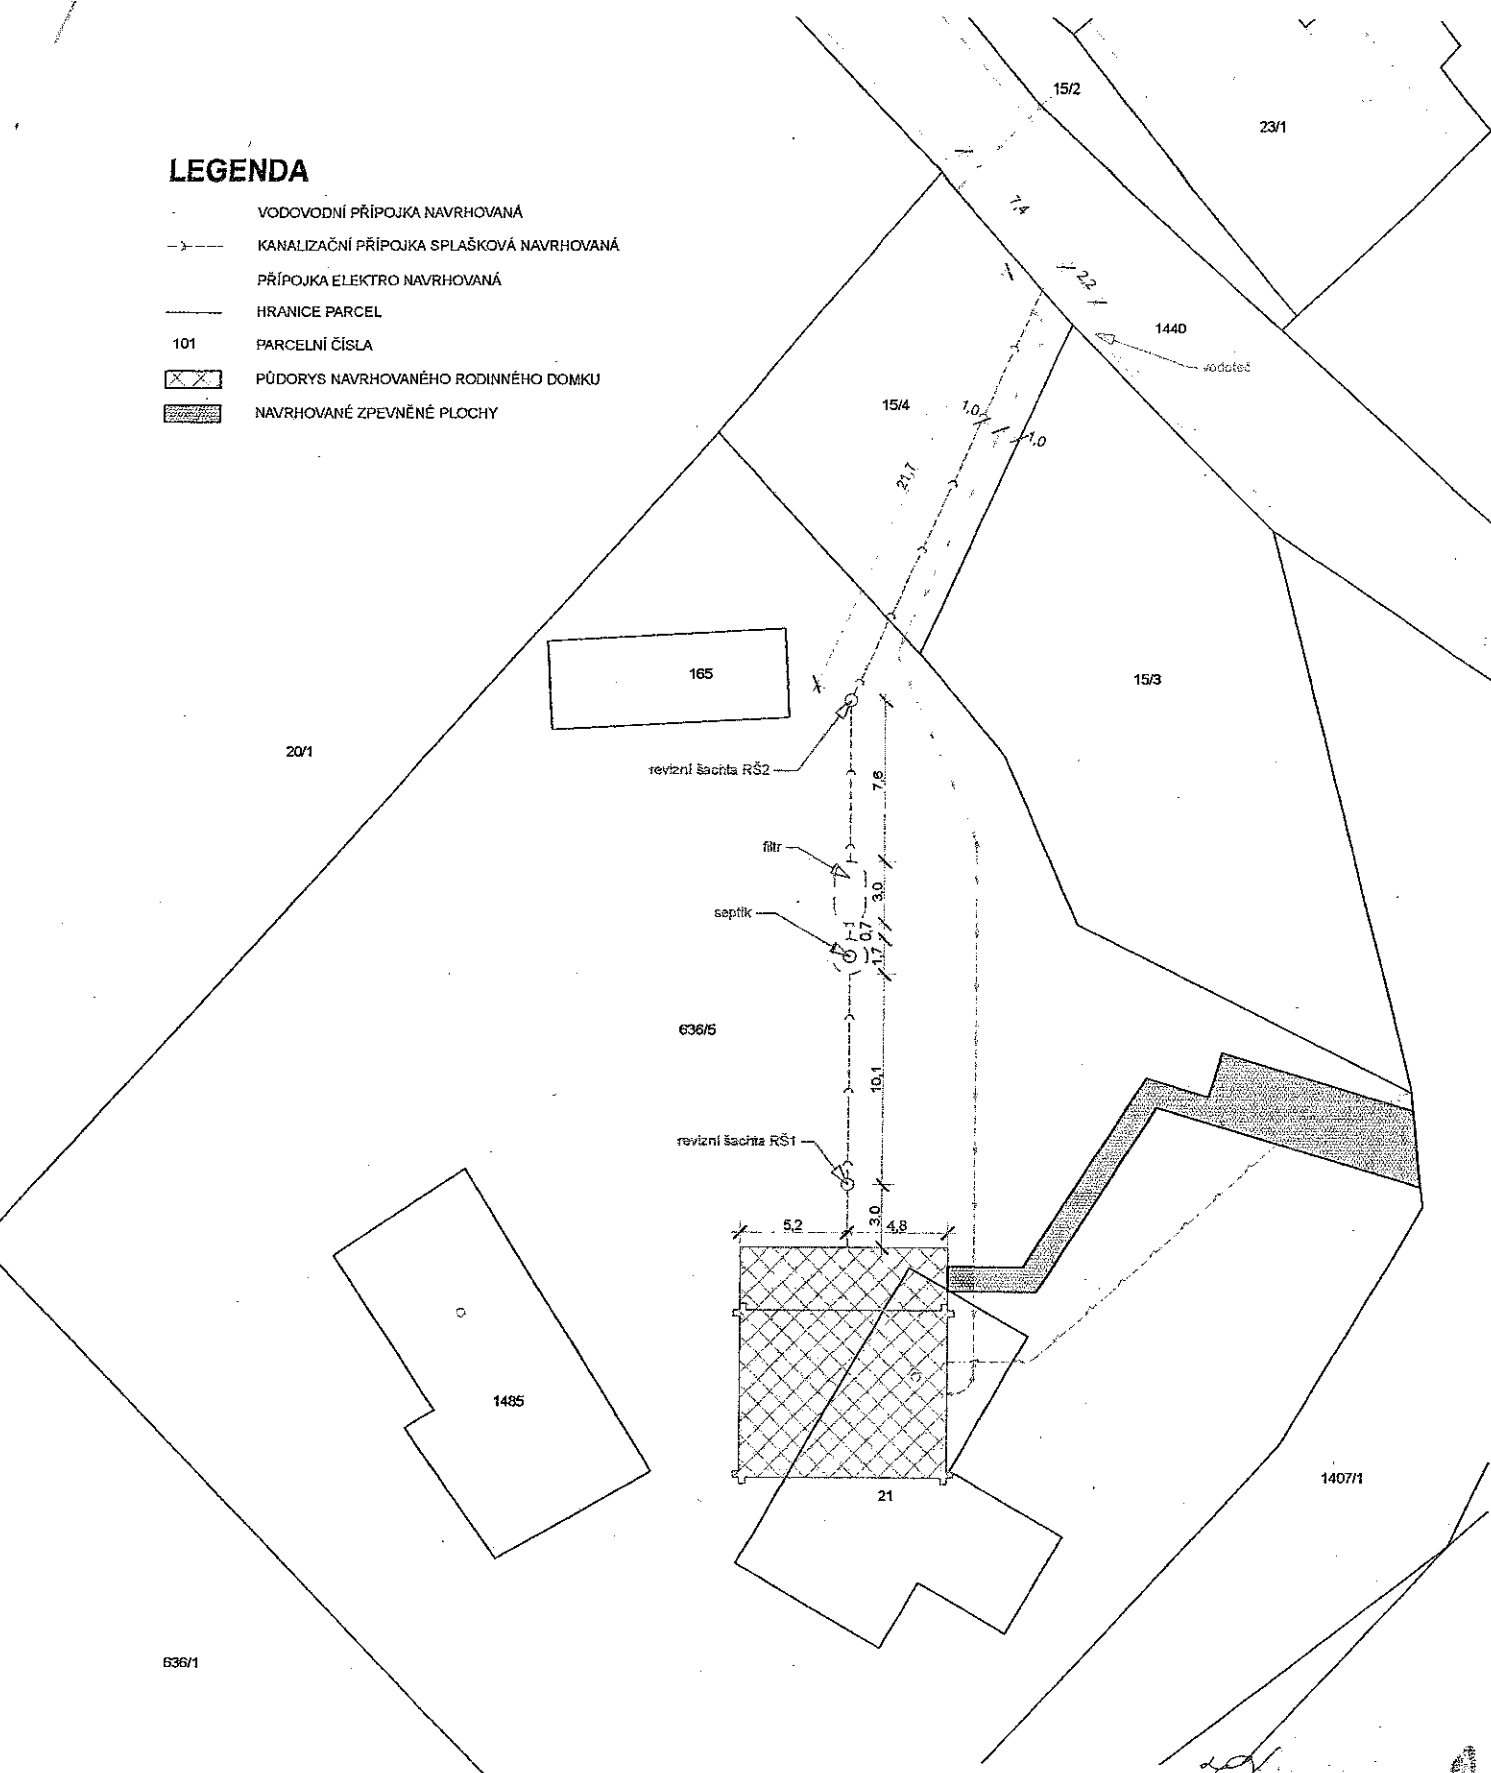 15/2
23/1
LEGENDA
VODOVODNÍ PŘÍPOJKA NAVRHOVANÁ
KANALIZAČNÍ PŘÍPOJKA SPLAŠKOVÁ NAVRHOVANÁ
PŘÍPOJKA ELEKTRO NAVRHOVANÁ
HRANICE PARCEL
101 PARCELNÍ ČÍSLA
PŮDORYS NAVRHOVANÉHO RODINNÉHO DOMKU
NAVRHOVANÉ ZPEVNĚNÉ PLOCHY
7,4
2,2
1440
vodoteč
15/4
1,0
1,0
21,7
165
15/3
20/1
revizní šachta RŠ2
7,6
filtr
3,0
septik
0,7
1,7
636/5
10,1
revizní šachta RŠ1
3,0
5,2
4,8
1485
21
1407/1
636/1